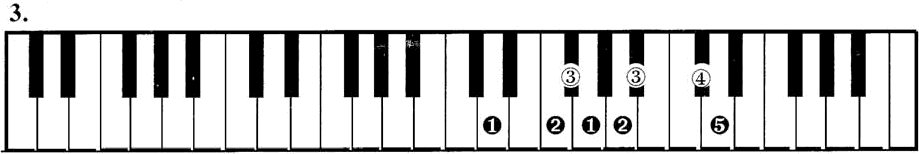 3.
③ ③ ④
❶ ❷ ❶ ❷ ❺